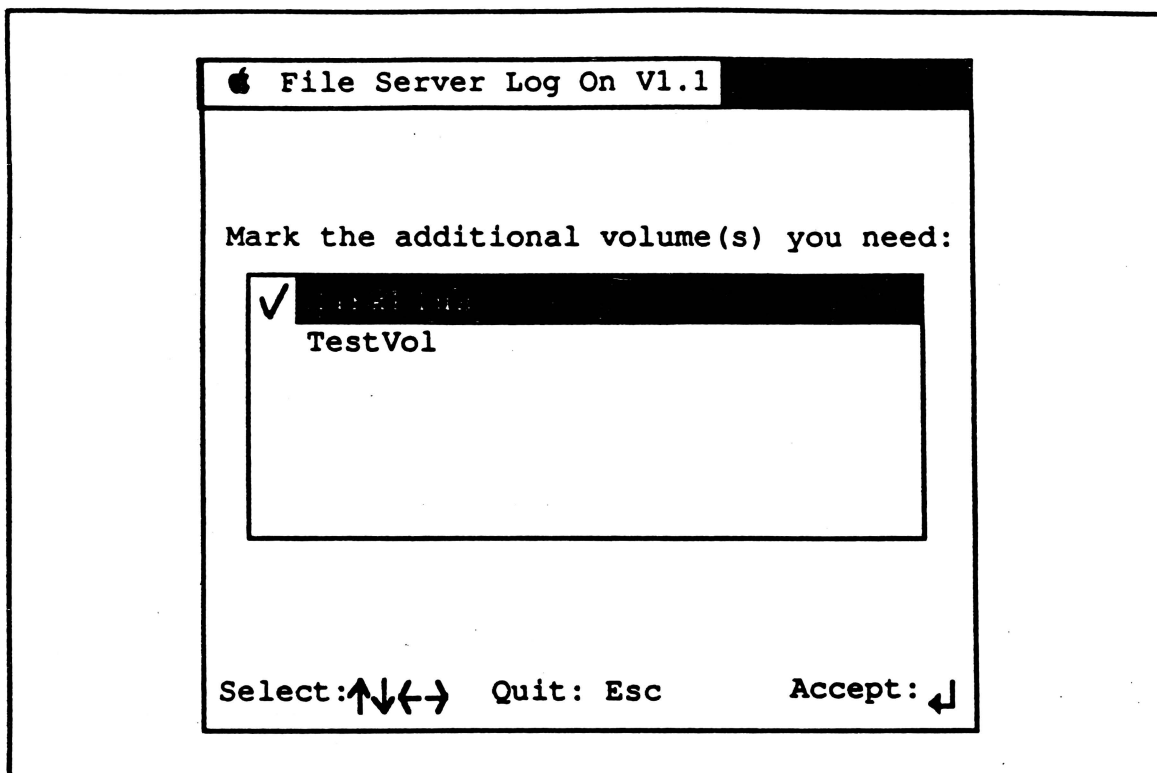 File Server Log On V1.1
Mark the additional volume(s) you need:
✓
TestVol
Select:↑↓←→ Quit: Esc Accept:↲